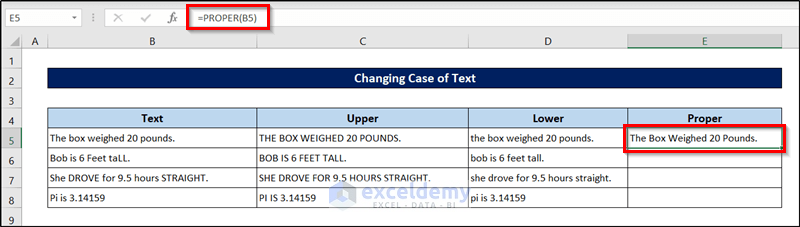 E5 fx =PROPER(B5)
A B C D E
1
2 Changing Case of Text
3
4 Text Upper Lower Proper
5 The box weighed 20 pounds. THE BOX WEIGHED 20 POUNDS. the box weighed 20 pounds. The Box Weighed 20 Pounds.
6 Bob is 6 Feet taLL. BOB IS 6 FEET TALL. bob is 6 feet tall.
7 She DROVE for 9.5 hours STRAIGHT. SHE DROVE FOR 9.5 HOURS STRAIGHT. she drove for 9.5 hours straight.
8 Pi is 3.14159 PI IS 3.14159 pi is 3.14159
9
exceldemy
EXCEL - DATA - BI